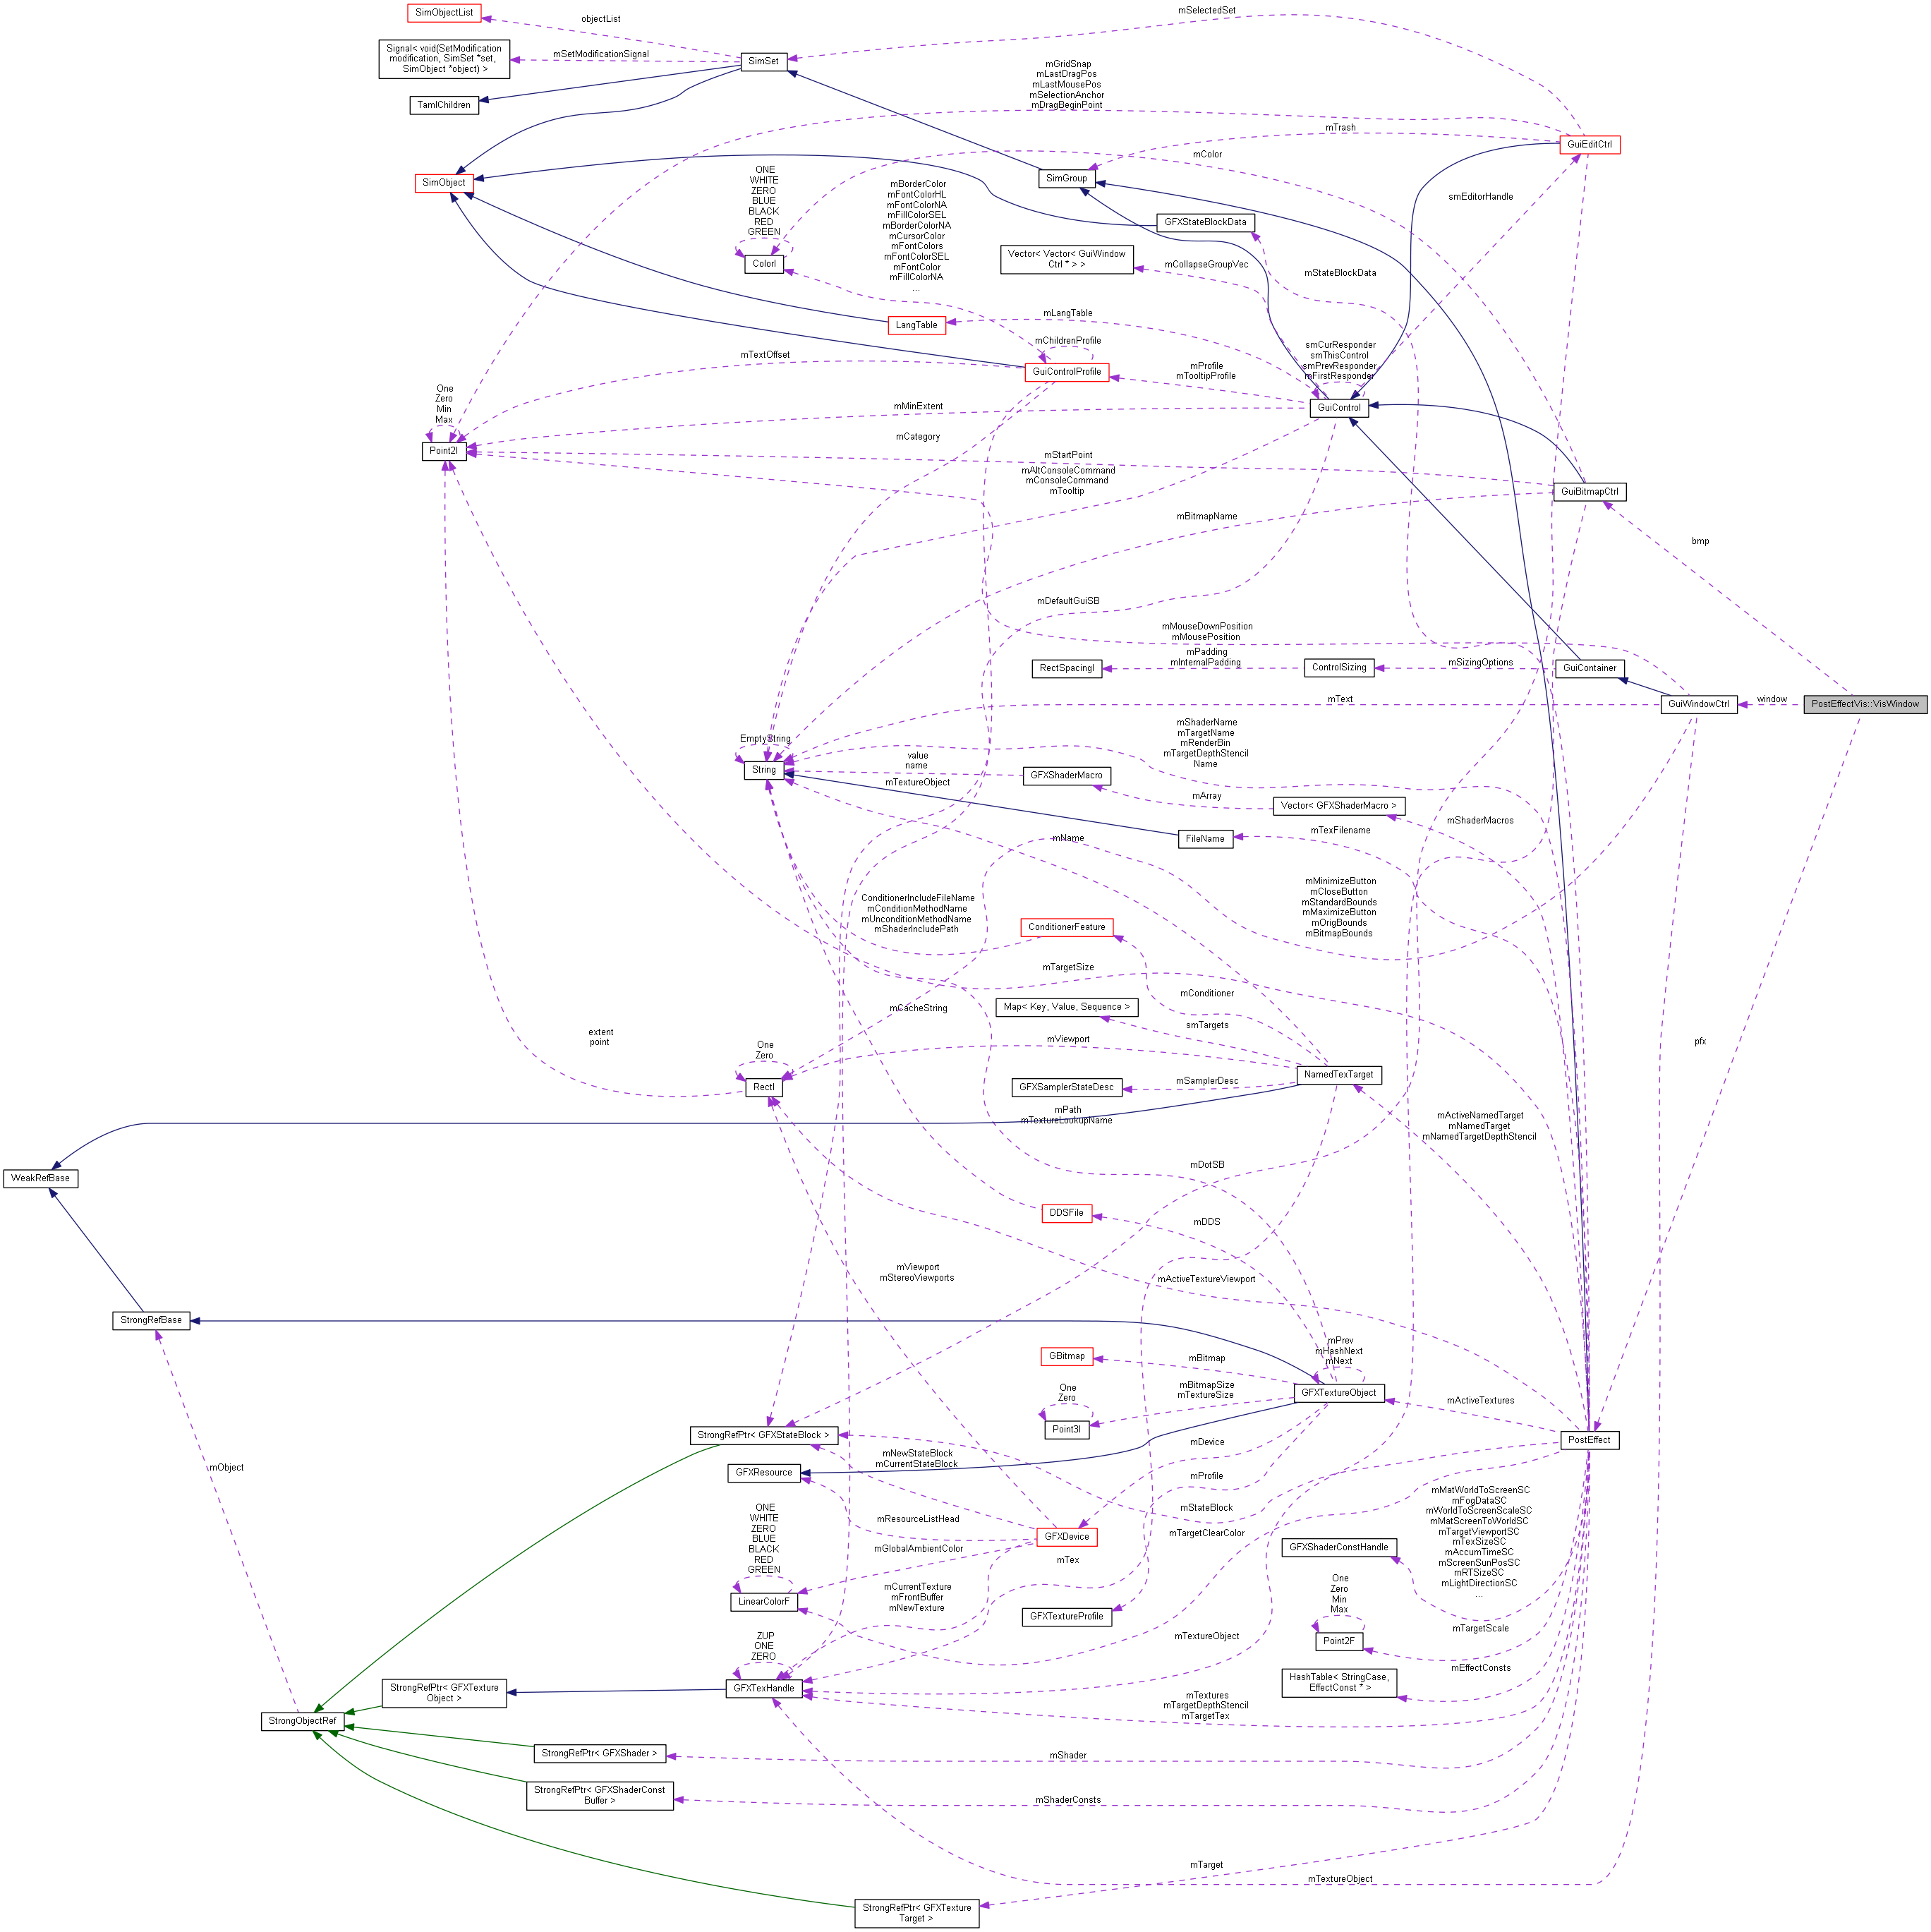 SimObjectList
objectList
mSelectedSet
Signal< void(SetModification
modification, SimSet *set,
SimObject *object) >
mSetModificationSignal
SimSet
mGridSnap
mLastDragPos
mLastMousePos
mSelectionAnchor
mDragBeginPoint
TamlChildren
mTrash
GuiEditCtrl
mColor
SimObject
ONE
WHITE
ZERO
BLUE
BLACK
RED
GREEN
mBorderColor
mFontColorHL
mFontColorNA
mFillColorSEL
mBorderColorNA
mCursorColor
mFontColors
mFontColorSEL
mFontColor
mFillColorNA
...
SimGroup
smEditorHandle
GFXStateBlockData
ColorI
Vector< Vector< GuiWindow
Ctrl * > >
mCollapseGroupVec
mStateBlockData
LangTable
mLangTable
mChildrenProfile
smCurResponder
smThisControl
smPrevResponder
mFirstResponder
mTextOffset
GuiControlProfile
mProfile
mTooltipProfile
One
Zero
Min
Max
mMinExtent
GuiControl
Point2I
mCategory
mStartPoint
mAltConsoleCommand
mConsoleCommand
mTooltip
GuiBitmapCtrl
mBitmapName
bmp
mDefaultGuiSB
mMouseDownPosition
mMousePosition
RectSpacingI
mPadding
mInternalPadding
ControlSizing
mSizingOptions
GuiContainer
mText
GuiWindowCtrl
window
PostEffectVis::VisWindow
EmptyString
String
mShaderName
mTargetName
mRenderBin
mTargetDepthStencil
Name
value
name
mTextureObject
GFXShaderMacro
mArray
Vector< GFXShaderMacro >
mShaderMacros
mName
FileName
mTexFilename
ConditionerIncludeFileName
mConditionMethodName
mUnconditionMethodName
mShaderIncludePath
ConditionerFeature
mMinimizeButton
mCloseButton
mStandardBounds
mMaximizeButton
mOrigBounds
mBitmapBounds
mTargetSize
mConditioner
mCacheString
Map< Key, Value, Sequence >
smTargets
extent
point
One
Zero
mViewport
pfx
RectI
GFXSamplerStateDesc
mSamplerDesc
NamedTexTarget
mPath
mTextureLookupName
mActiveNamedTarget
mNamedTarget
mNamedTargetDepthStencil
WeakRefBase
mDotSB
DDSFile
mDDS
mViewport
mStereoViewports
mActiveTextureViewport
StrongRefBase
mPrev
mHashNext
mNext
GBitmap
mBitmap
GFXTextureObject
One
Zero
mBitmapSize
mTextureSize
mActiveTextures
Point3I
StrongRefPtr< GFXStateBlock >
PostEffect
mDevice
mNewStateBlock
mCurrentStateBlock
GFXResource
mObject
mProfile
mStateBlock
mMatWorldToScreenSC
mFogDataSC
mWorldToScreenScaleSC
mMatScreenToWorldSC
mTargetViewportSC
mTexSizeSC
mAccumTimeSC
mScreenSunPosSC
mRTSizeSC
mLightDirectionSC
...
ONE
WHITE
ZERO
BLUE
BLACK
RED
GREEN
mResourceListHead
GFXDevice
mTargetClearColor
GFXShaderConstHandle
mGlobalAmbientColor
mTex
LinearColorF
mCurrentTexture
mFrontBuffer
mNewTexture
GFXTextureProfile
One
Zero
Min
Max
mTargetScale
Point2F
ZUP
ONE
ZERO
mTextureObject
mEffectConsts
HashTable< StringCase,
EffectConst * >
StrongRefPtr< GFXTexture
Object >
GFXTexHandle
mTextures
mTargetDepthStencil
mTargetTex
StrongObjectRef
StrongRefPtr< GFXShader >
mShader
StrongRefPtr< GFXShaderConst
Buffer >
mShaderConsts
mTarget
mTextureObject
StrongRefPtr< GFXTexture
Target >